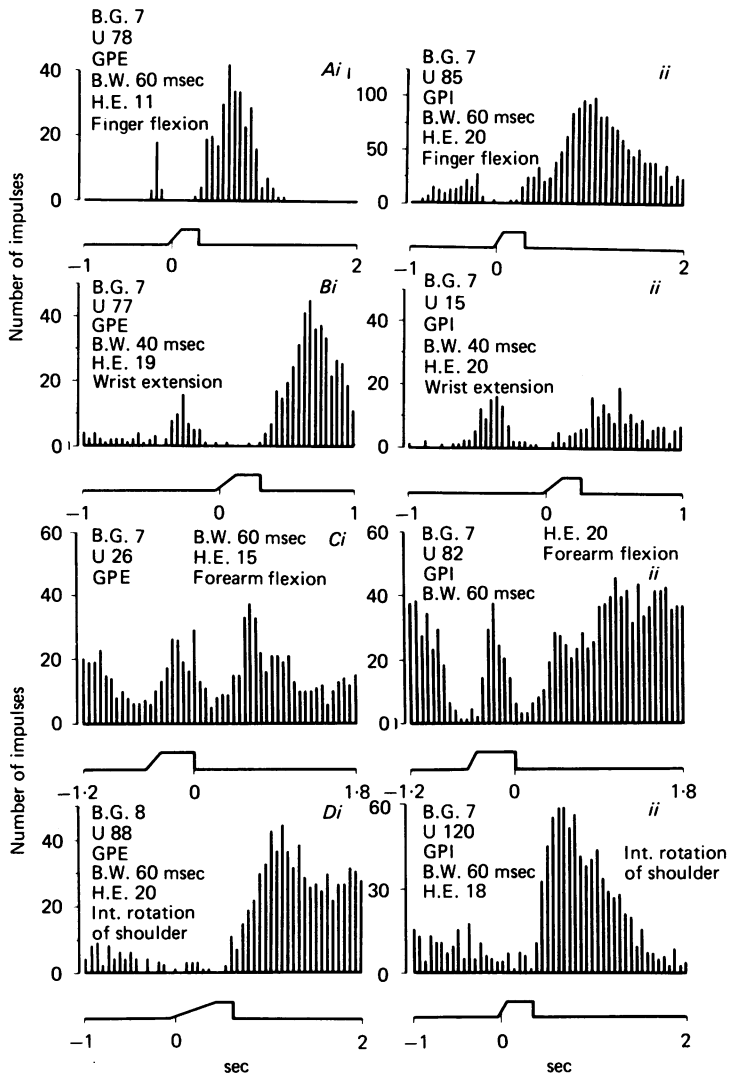 B.G. 7
U 78
GPE
B.W. 60 msec
H.E. 11
Finger flexion
Ai
40
20
0
−1
0
2
B.G. 7
U 85
GPI
B.W. 60 msec
H.E. 20
Finger flexion
ii
100
50
0
−1
0
2
Number of impulses
B.G. 7
U 77
GPE
B.W. 40 msec
H.E. 19
Wrist extension
Bi
40
20
0
−1
0
1
B.G. 7
U 15
GPI
B.W. 40 msec
H.E. 20
Wrist extension
ii
40
20
0
−1
0
1
B.G. 7
U 26
GPE
B.W. 60 msec
H.E. 15
Forearm flexion
Ci
60
40
20
0
−1·2
0
1·8
B.G. 7
U 82
GPI
B.W. 60 msec
H.E. 20
Forearm flexion
ii
60
40
20
0
−1·2
0
1·8
Number of impulses
B.G. 8
U 88
GPE
B.W. 60 msec
H.E. 20
Int. rotation
of shoulder
Di
40
20
0
−1
0
2
sec
B.G. 7
U 120
GPI
B.W. 60 msec
H.E. 18
Int. rotation
of shoulder
ii
60
30
0
−1
0
2
sec